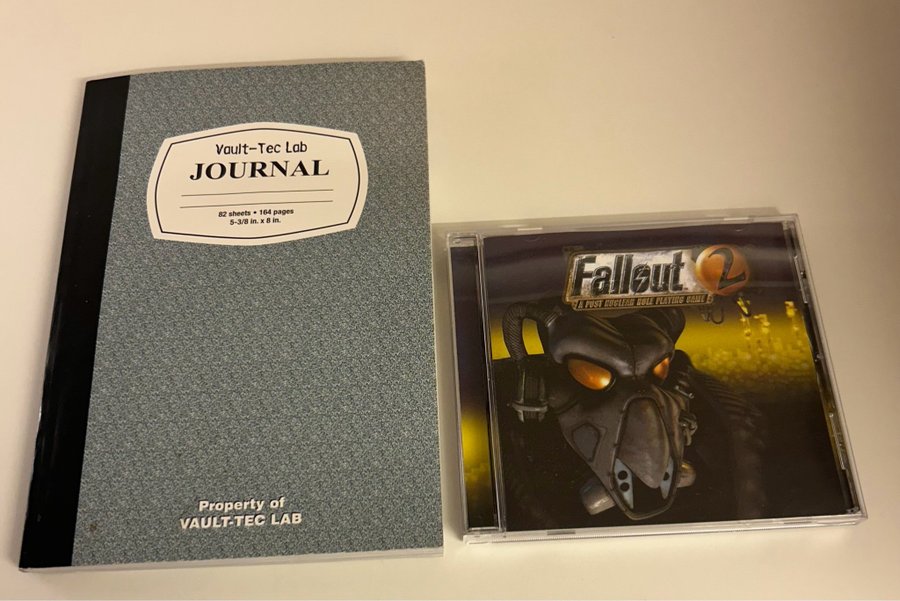 Vault-Tec Lab
JOURNAL
82 sheets • 164 pages
5-3/8 in. x 8 in.
Property of
VAULT-TEC LAB
Fallout 2
A POST NUCLEAR ROLE PLAYING GAME